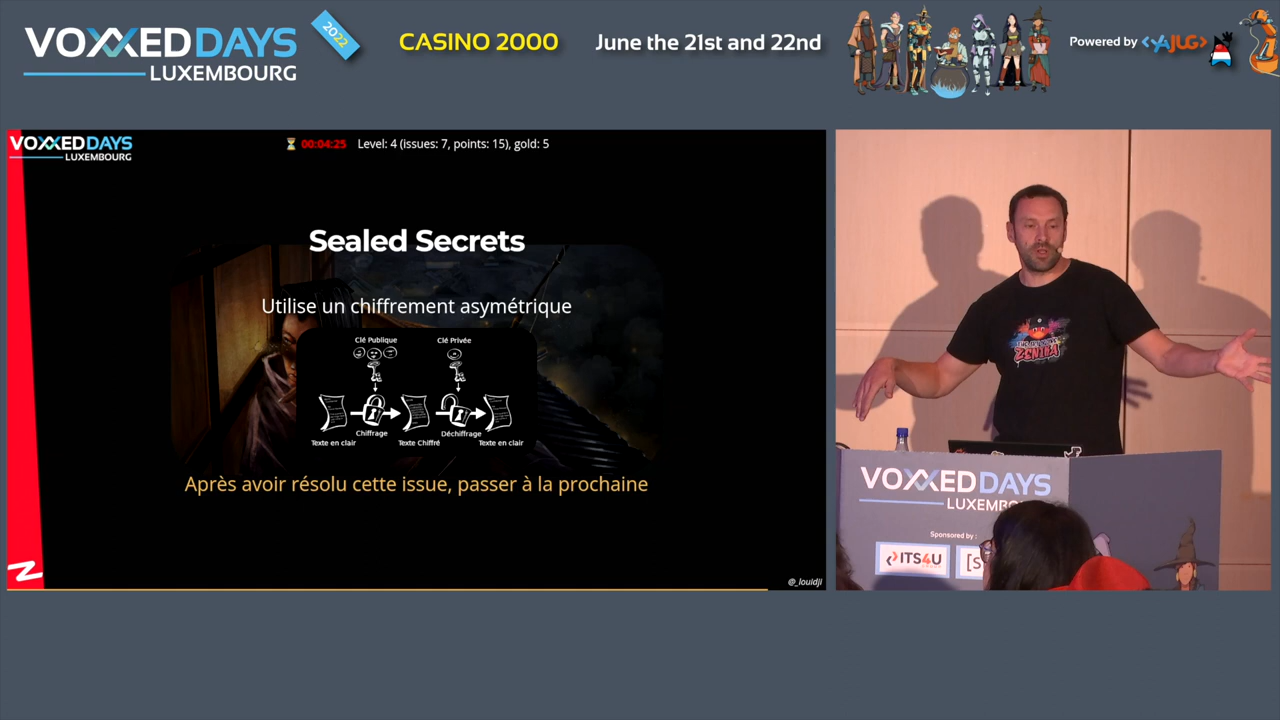 VOXXEDDAYS
LUXEMBOURG
2022
CASINO 2000
June the 21st and 22nd
Powered by <YAJUG>
VOXXEDDAYS
LUXEMBOURG
00:04:25 Level: 4 (issues: 7, points: 15), gold: 5
Sealed Secrets
Utilise un chiffrement asymétrique
Clé Publique
Clé Privée
Chiffrage
Déchiffrage
Texte en clair
Texte Chiffré
Texte en clair
Après avoir résolu cette issue, passer à la prochaine
@_louidji
ZENIKA
VOXXEDDAYS
LUXEMB
Sponsored by :
ITS4U
[S